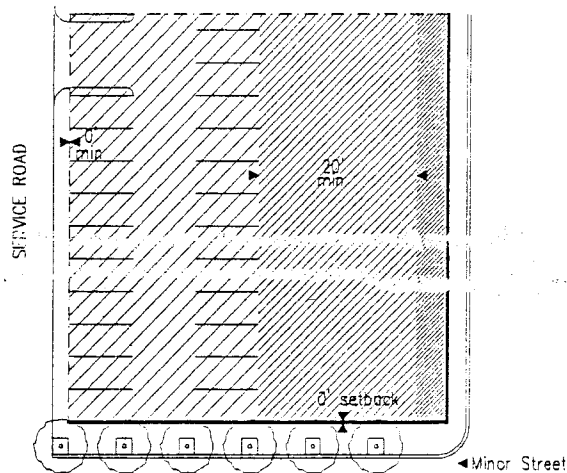 0'
min
20'
min
SERVICE ROAD
0' setback
Minor Street